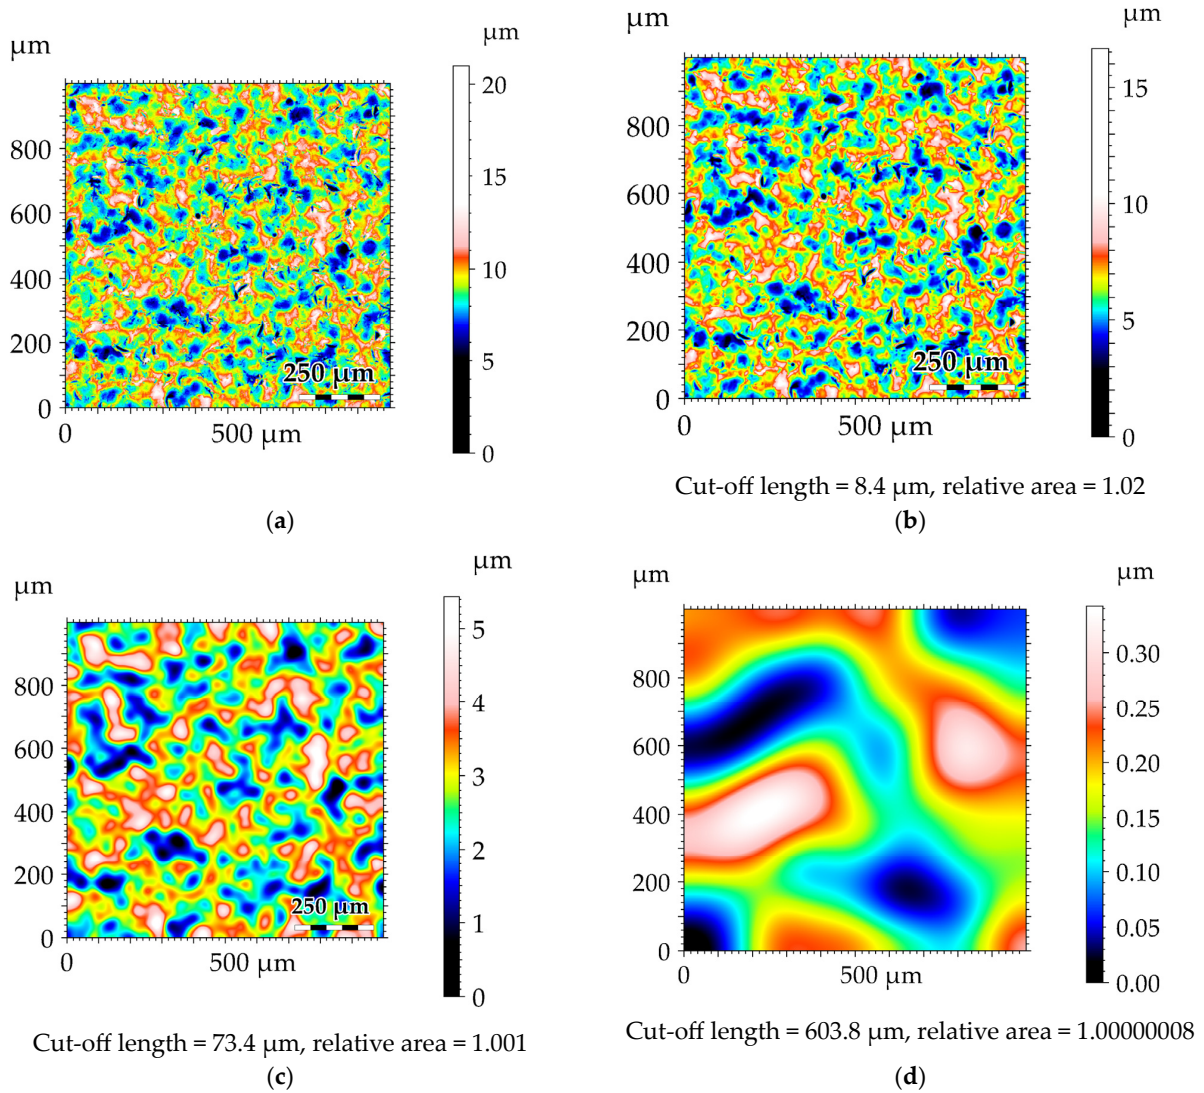 µm
µm
20
15
10
5
0
800
600
400
200
0
250 µm
0
500 µm
(a)
µm
µm
15
10
5
0
800
600
400
200
0
250 µm
0
500 µm
Cut-off length = 8.4 µm, relative area = 1.02
(b)
µm
µm
5
4
3
2
1
0
800
600
400
200
0
250 µm
0
500 µm
Cut-off length = 73.4 µm, relative area = 1.001
(c)
µm
µm
0.30
0.25
0.20
0.15
0.10
0.05
0.00
800
600
400
200
0
0
500 µm
Cut-off length = 603.8 µm, relative area = 1.00000008
(d)